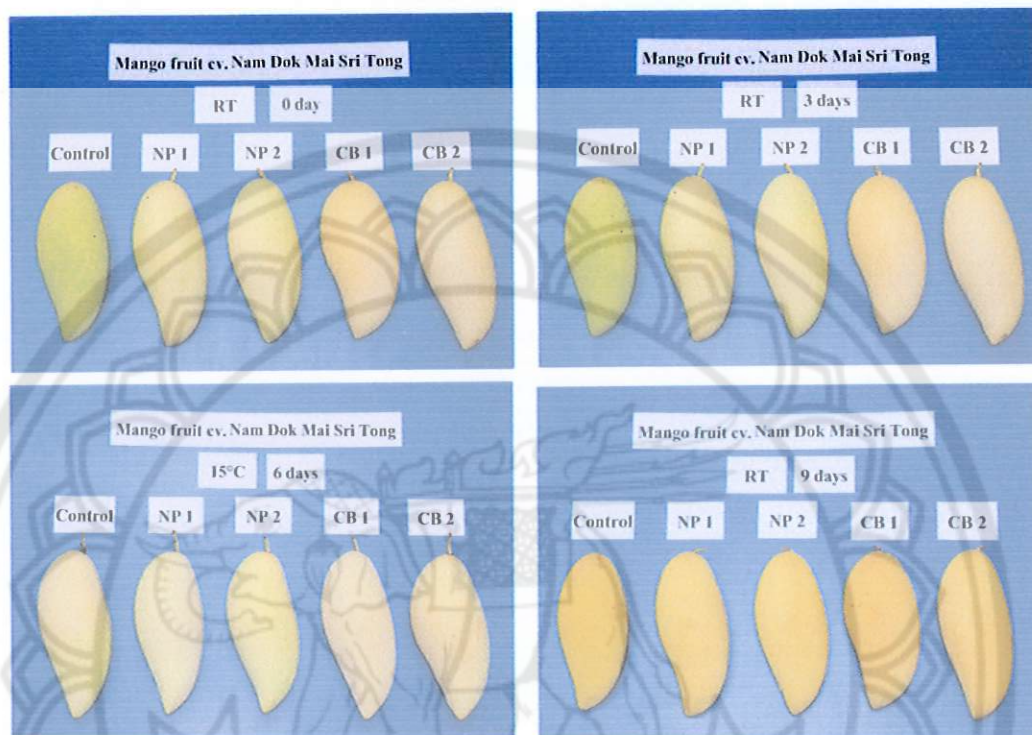 Mango fruit cv. Nam Dok Mai Sri Tong
RT 0 day
Control NP 1 NP 2 CB 1 CB 2
Mango fruit cv. Nam Dok Mai Sri Tong
RT 3 days
Control NP 1 NP 2 CB 1 CB 2
Mango fruit cv. Nam Dok Mai Sri Tong
15°C 6 days
Control NP 1 NP 2 CB 1 CB 2
Mango fruit cv. Nam Dok Mai Sri Tong
RT 9 days
Control NP 1 NP 2 CB 1 CB 2